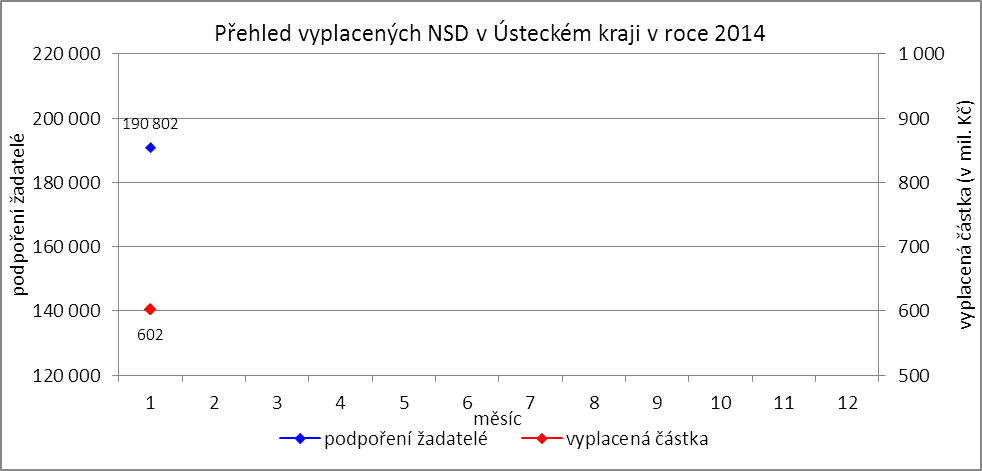 Přehled vyplacených NSD v Ústeckém kraji v roce 2014
220 000
200 000
180 000
160 000
140 000
120 000
podpoření žadatelé
190 802
602
1 000
900
800
700
600
500
vyplacená částka (v mil. Kč)
1 2 3 4 5 6 7 8 9 10 11 12
měsíc
podpoření žadatelé vyplacená částka